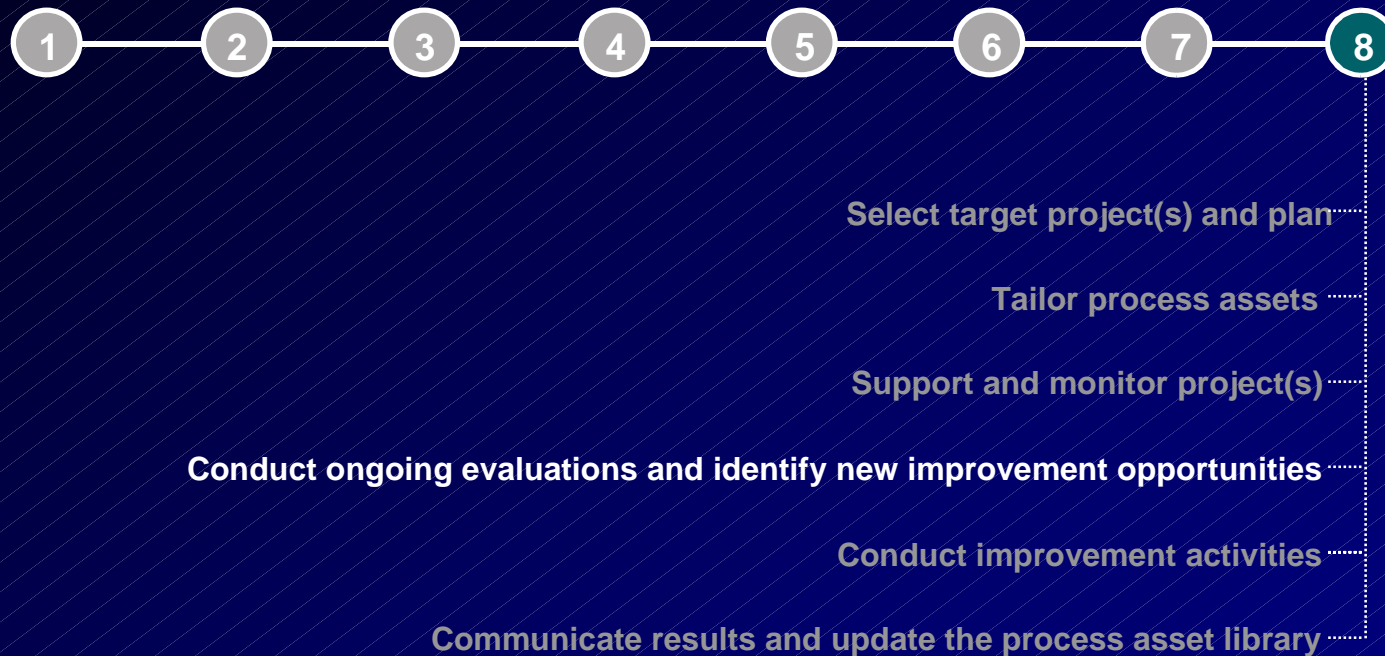 1 2 3 4 5 6 7 8
Select target project(s) and plan
Tailor process assets
Support and monitor project(s)
Conduct ongoing evaluations and identify new improvement opportunities
Conduct improvement activities
Communicate results and update the process asset library